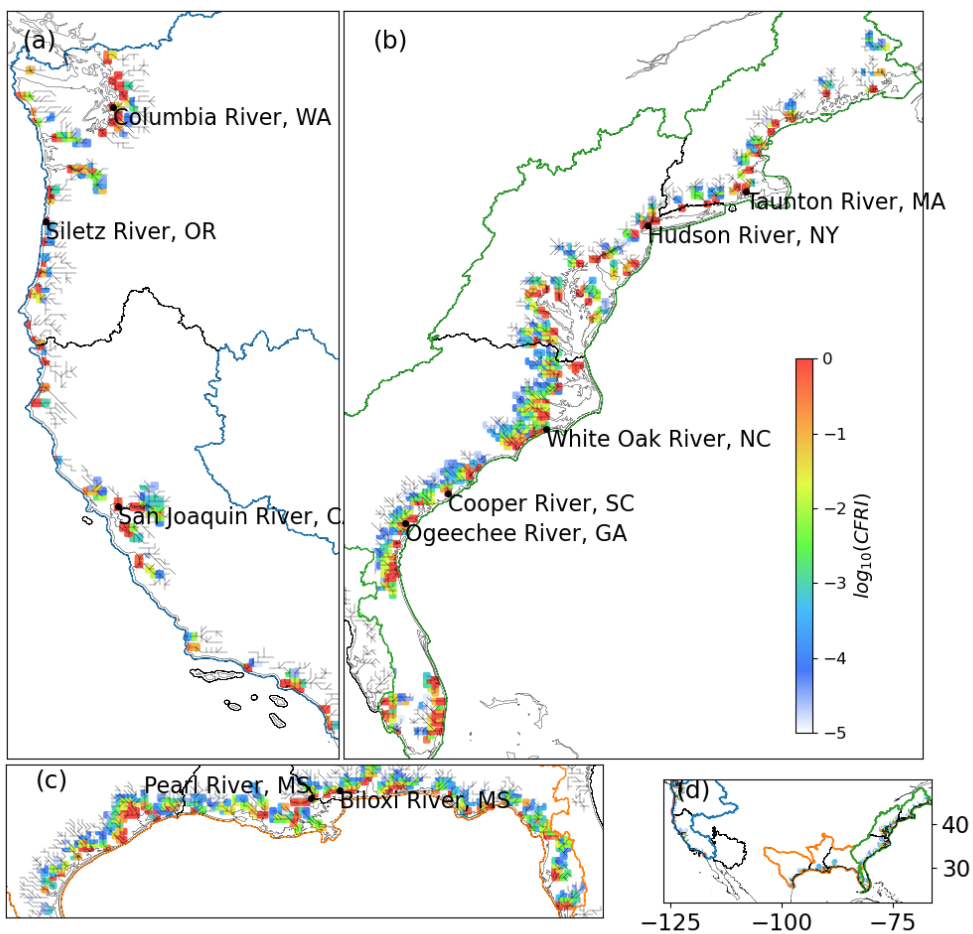 (a)
(b)
Columbia River, WA
Taunton River, MA
Siletz River, OR
Hudson River, NY
0
−1
White Oak River, NC
−2
Cooper River, SC
San Joaquin River, C
Ogeechee River, GA
log10(CFRI)
−3
−4
−5
(c)
Pearl River, MS
Biloxi River, MS
(d)
40
30
−125
−100
−75